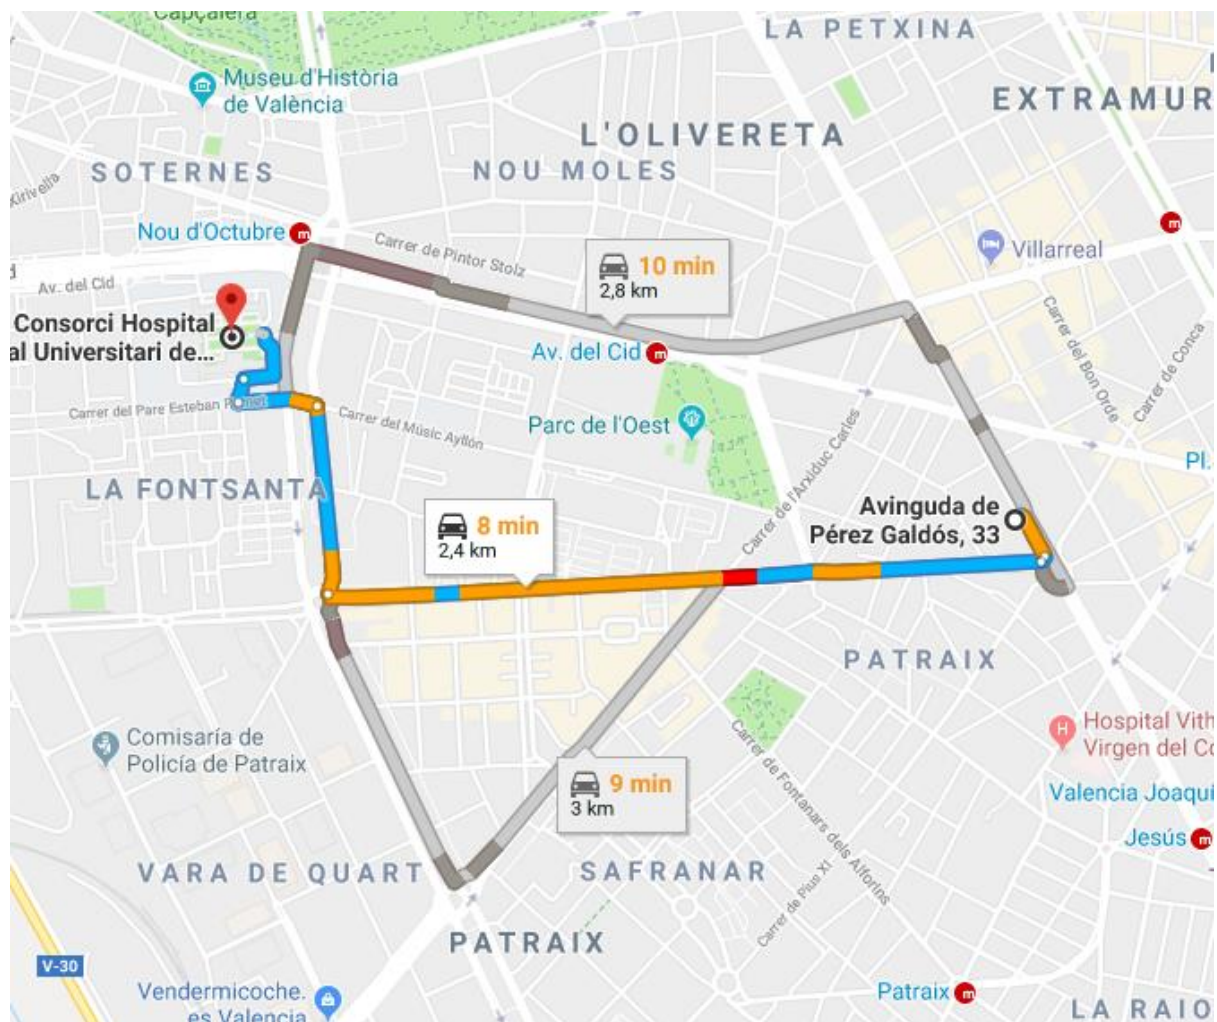 Capçalera
LA PETXINA
Museu d'Història
de València
EXTRAMUR
L'OLIVERETA
SOTERNES
NOU MOLES
Xirivella
Nou d'Octubre
m
m
Carrer de Pintor Stolz
Villarreal
10 min
2,8 km
d
Av. del Cid
Consorci Hospital
al Universitari de...
Av. del Cid
m
Carrer del Bon Orde
Carrer de Conca
Carrer del Pare Esteban
Carrer del Músic Ayllón
Parc de l'Oest
Carrer de l'Arxiduc Carles
Pl.
LA FONTSANTA
Avinguda de
Pérez Galdós, 33
8 min
2,4 km
PATRAIX
Comisaría de
Policía de Patraix
H
Hospital Vith
Virgen del Co
Carrer de Fontanars dels Alforins
9 min
3 km
Valencia Joaquí
Jesús
m
VARA DE QUART
SAFRANAR
Carrer de Pius XI
PATRAIX
V-30
Vendermicoche.
es Valencia
Patraix
m
LA RAIO